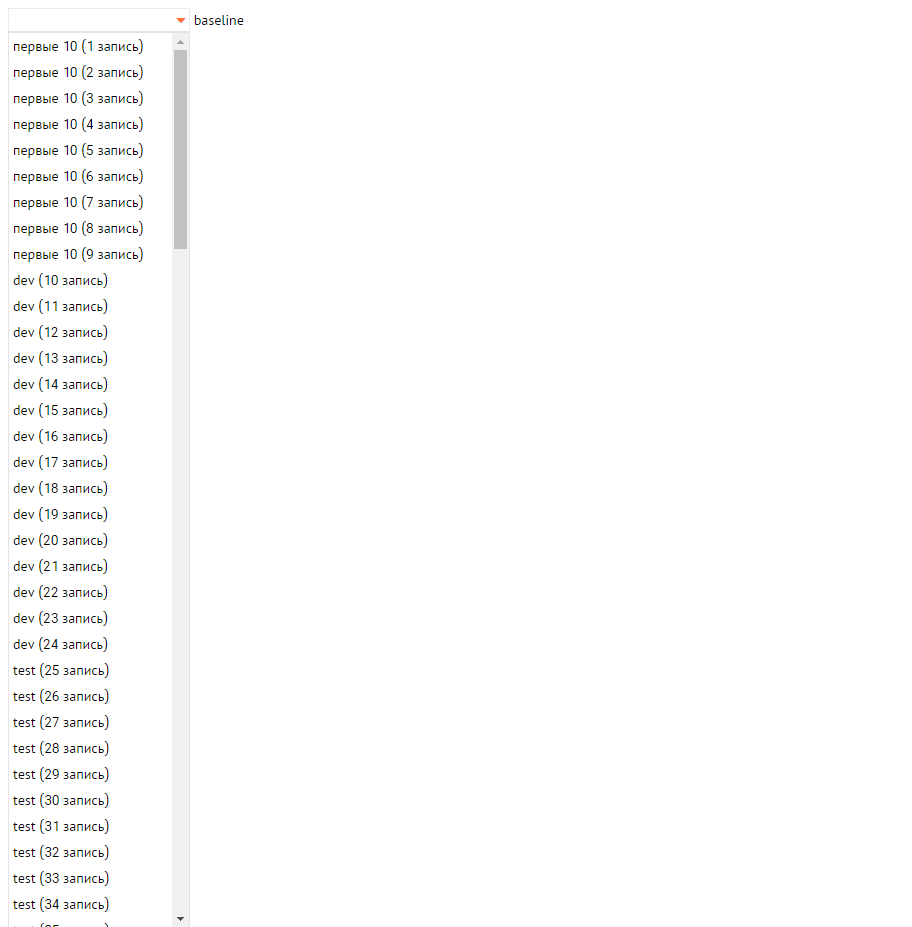 baseline
первые 10 (1 запись)
первые 10 (2 запись)
первые 10 (3 запись)
первые 10 (4 запись)
первые 10 (5 запись)
первые 10 (6 запись)
первые 10 (7 запись)
первые 10 (8 запись)
первые 10 (9 запись)
dev (10 запись)
dev (11 запись)
dev (12 запись)
dev (13 запись)
dev (14 запись)
dev (15 запись)
dev (16 запись)
dev (17 запись)
dev (18 запись)
dev (19 запись)
dev (20 запись)
dev (21 запись)
dev (22 запись)
dev (23 запись)
dev (24 запись)
test (25 запись)
test (26 запись)
test (27 запись)
test (28 запись)
test (29 запись)
test (30 запись)
test (31 запись)
test (32 запись)
test (33 запись)
test (34 запись)